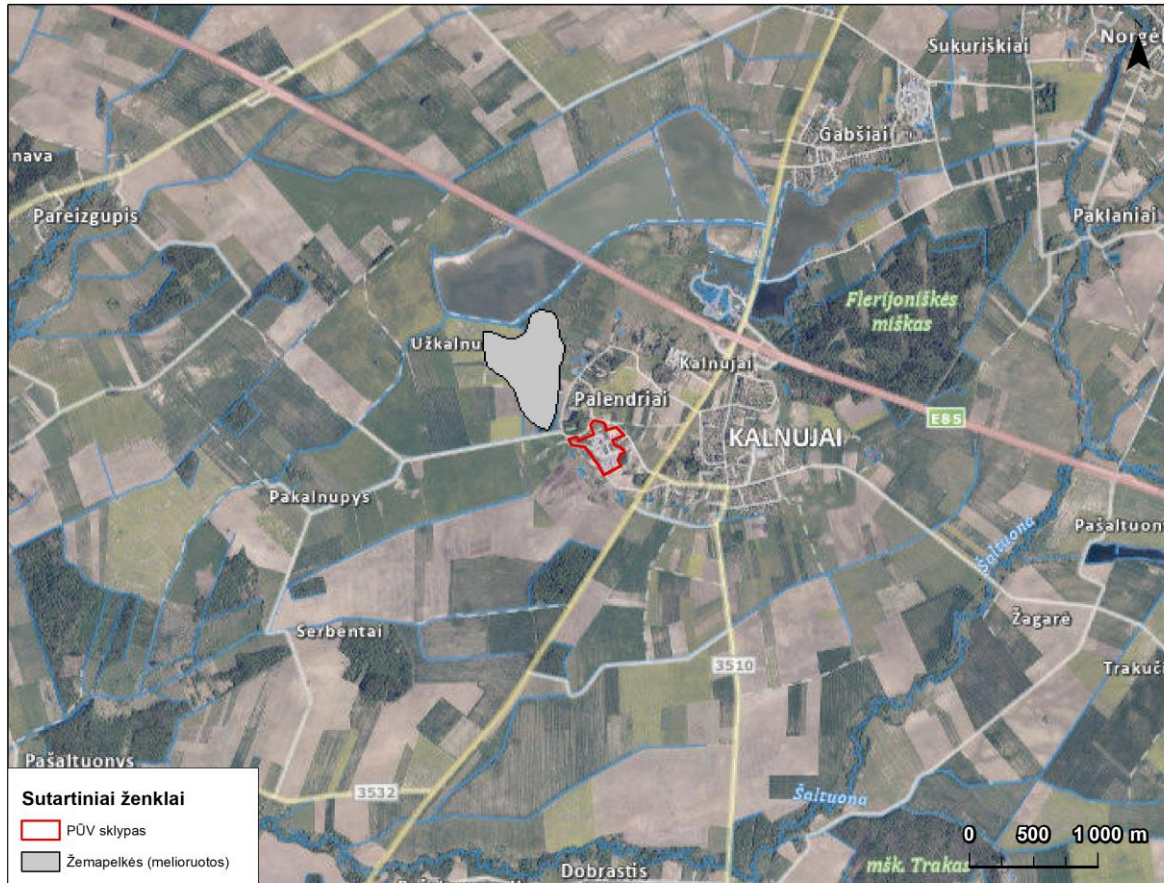 N
Sukuriškiai
Gabšiai
nava
Pareizgupis
Paklaniai
Flerijoniškės
miškas
Kalnujai
Palendriai
E85
KALNUJAI
Pakalnupys
Šaltuona
Serbentai
Žagarė
3510
Pašaltuonys
3532
Šaltuona
Dobrastis
mšk. Trakas
Sutartiniai ženklai
PŪV sklypas
Žemapelkės (melioruotos)
0 500 1 000 m